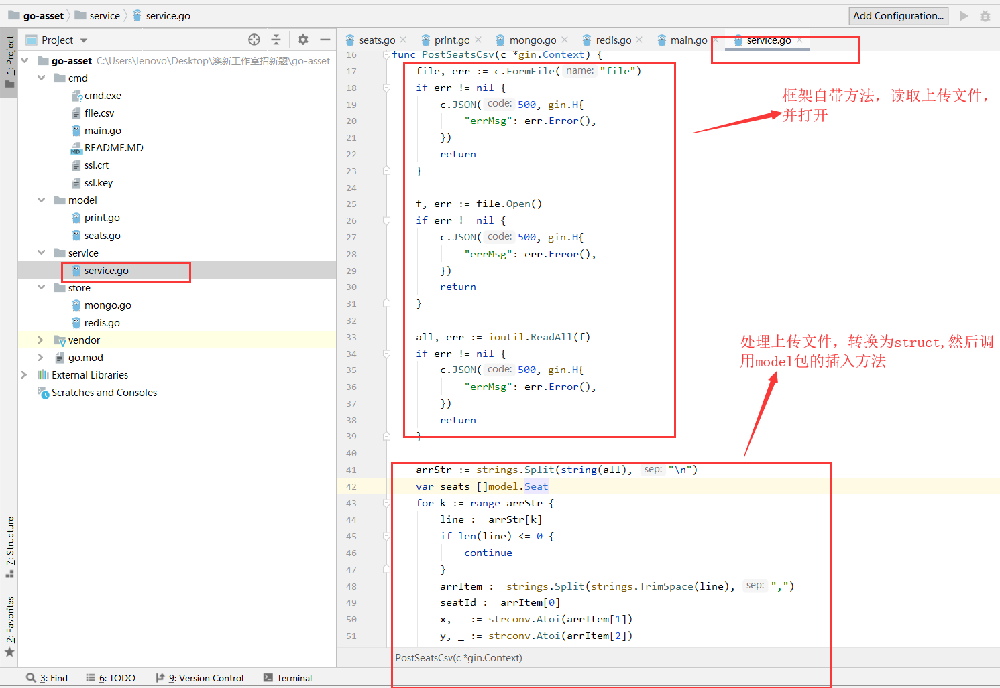 go-asset service service.go
Add Configuration...
1: Project
Project
seats.go print.go mongo.go redis.go main.go service.go
go-asset C:\Users\lenovo\Desktop\澳新工作室招新题\go-asset
cmd
cmd.exe
file.csv
main.go
README.MD
ssl.crt
ssl.key
model
print.go
seats.go
service
service.go
store
mongo.go
redis.go
vendor
go.mod
External Libraries
Scratches and Consoles
7: Structure
2: Favorites
16 func PostSeatsCsv(c *gin.Context) {
17 file, err := c.FormFile( name: "file")
18 if err != nil {
19 c.JSON( code: 500, gin.H{
20 "errMsg": err.Error(),
21 })
22 return
23 }
24
25 f, err := file.Open()
26 if err != nil {
27 c.JSON( code: 500, gin.H{
28 "errMsg": err.Error(),
29 })
30 return
31 }
32
33 all, err := ioutil.ReadAll(f)
34 if err != nil {
35 c.JSON( code: 500, gin.H{
36 "errMsg": err.Error(),
37 })
38 return
39 }
40
41 arrStr := strings.Split(string(all), sep: "\n")
42 var seats []model.Seat
43 for k := range arrStr {
44 line := arrStr[k]
45 if len(line) <= 0 {
46 continue
47 }
48 arrItem := strings.Split(strings.TrimSpace(line), sep: ",")
49 seatId := arrItem[0]
50 x, _ := strconv.Atoi(arrItem[1])
51 y, _ := strconv.Atoi(arrItem[2])
PostSeatsCsv(c *gin.Context)
框架自带方法，读取上传文件，
并打开
处理上传文件，转换为struct,然后调
用model包的插入方法
3: Find 6: TODO 9: Version Control Terminal